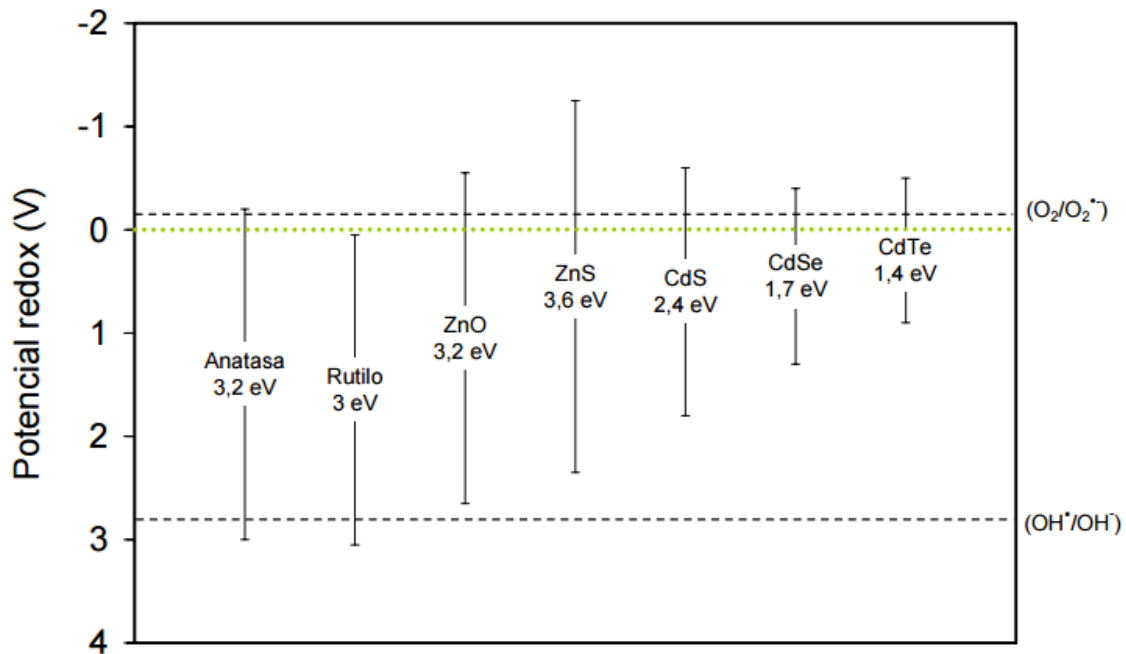 Potencial redox (V)
-2
-1
0
1
2
3
4
Anatasa
3,2 eV
Rutilo
3 eV
ZnO
3,2 eV
ZnS
3,6 eV
CdS
2,4 eV
CdSe
1,7 eV
CdTe
1,4 eV
(O₂/O₂•⁻)
(OH•/OH⁻)